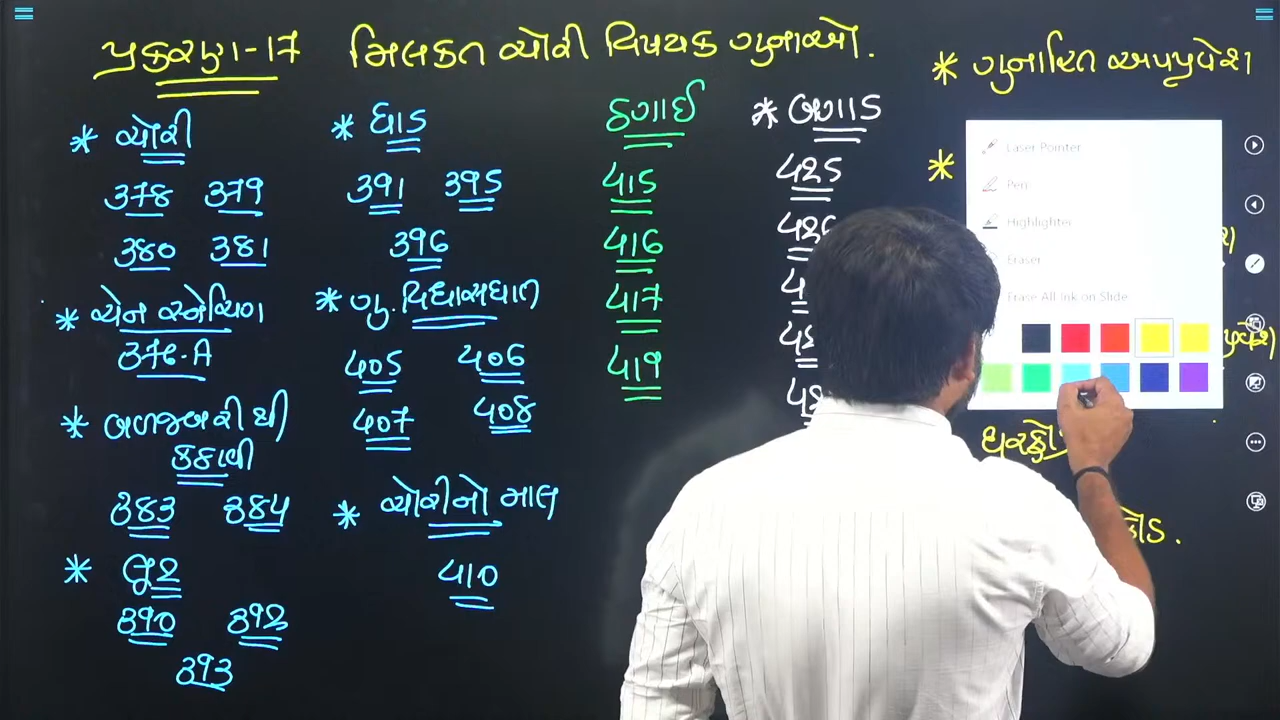 પ્રકરણ-17 મિલકત ચોરી વિષયક ગુનાઓ.
* ચોરી
378 379
380 381
* ચેન સ્નેચિંગ
376-A
* બળજબરીથી
કઢાવી
383 384
* લૂંટ
390 392
393
* ધાડ
391 395
396
* ગુ. વિશ્વાસઘાત
405 406
407 408
* ચોરીનો માલ
410
ઠગાઈ
415
416
417
419
* બગાડ
425
* ગુનાહિત અપપ્રવેશ
*
Laser Pointer
Pen
Highlighter
Eraser
Erase All Ink on Slide